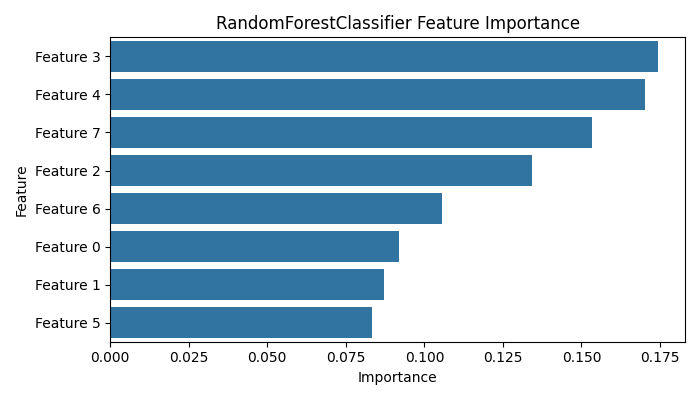 RandomForestClassifier Feature Importance
Feature 3
Feature 4
Feature 7
Feature 2
Feature 6
Feature 0
Feature 1
Feature 5
Feature
0.000 0.025 0.050 0.075 0.100 0.125 0.150 0.175
Importance